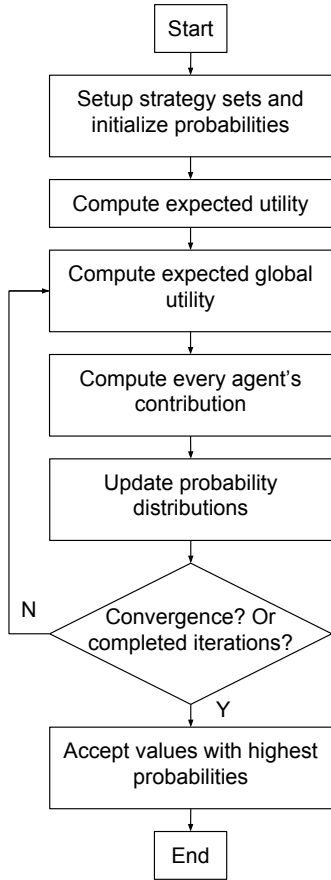 Start
Setup strategy sets and
initialize probabilities
Compute expected utility
Compute expected global
utility
Compute every agent's
contribution
Update probability
distributions
N
Convergence? Or
completed iterations?
Y
Accept values with highest
probabilities
End